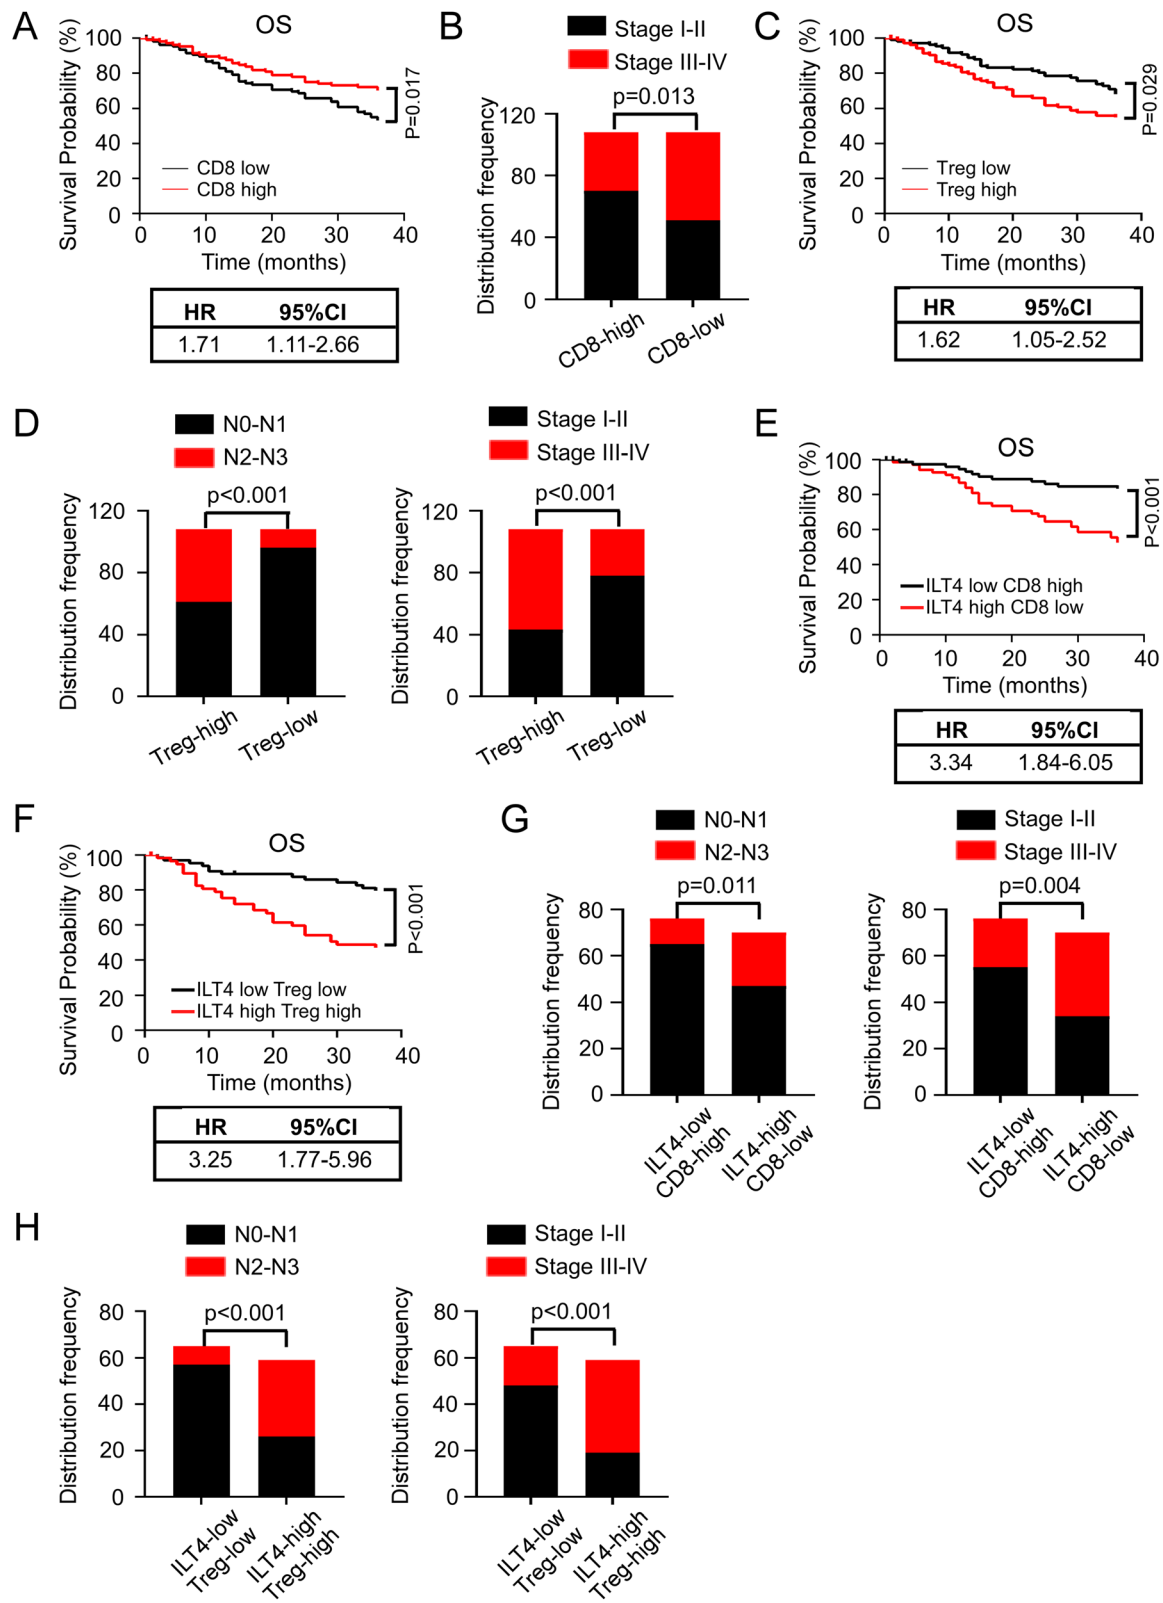 A
OS
Survival Probability (%)
100
80
60
40
20
0
CD8 low
CD8 high
P=0.017
0 10 20 30 40
Time (months)
HR 95%CI
1.71 1.11-2.66
B
Stage I-II
Stage III-IV
p=0.013
Distribution frequency
120
80
40
0
CD8-high
CD8-low
C
OS
Survival Probability (%)
100
80
60
40
20
0
Treg low
Treg high
P=0.029
0 10 20 30 40
Time (months)
HR 95%CI
1.62 1.05-2.52
D
N0-N1
N2-N3
p<0.001
Distribution frequency
120
80
40
0
Treg-high
Treg-low
Stage I-II
Stage III-IV
p<0.001
Distribution frequency
120
80
40
0
Treg-high
Treg-low
E
OS
Survival Probability (%)
100
80
60
40
20
0
ILT4 low CD8 high
ILT4 high CD8 low
P<0.001
0 10 20 30 40
Time (months)
HR 95%CI
3.34 1.84-6.05
F
OS
Survival Probability (%)
100
80
60
40
20
0
ILT4 low Treg low
ILT4 high Treg high
P<0.001
0 10 20 30 40
Time (months)
HR 95%CI
3.25 1.77-5.96
G
N0-N1
N2-N3
p=0.011
Distribution frequency
80
60
40
20
0
ILT4-low
CD8-high
ILT4-high
CD8-low
Stage I-II
Stage III-IV
p=0.004
Distribution frequency
80
60
40
20
0
ILT4-low
CD8-high
ILT4-high
CD8-low
H
N0-N1
N2-N3
p<0.001
Distribution frequency
80
60
40
20
0
ILT4-low
Treg-low
ILT4-high
Treg-high
Stage I-II
Stage III-IV
p<0.001
Distribution frequency
80
60
40
20
0
ILT4-low
Treg-low
ILT4-high
Treg-high